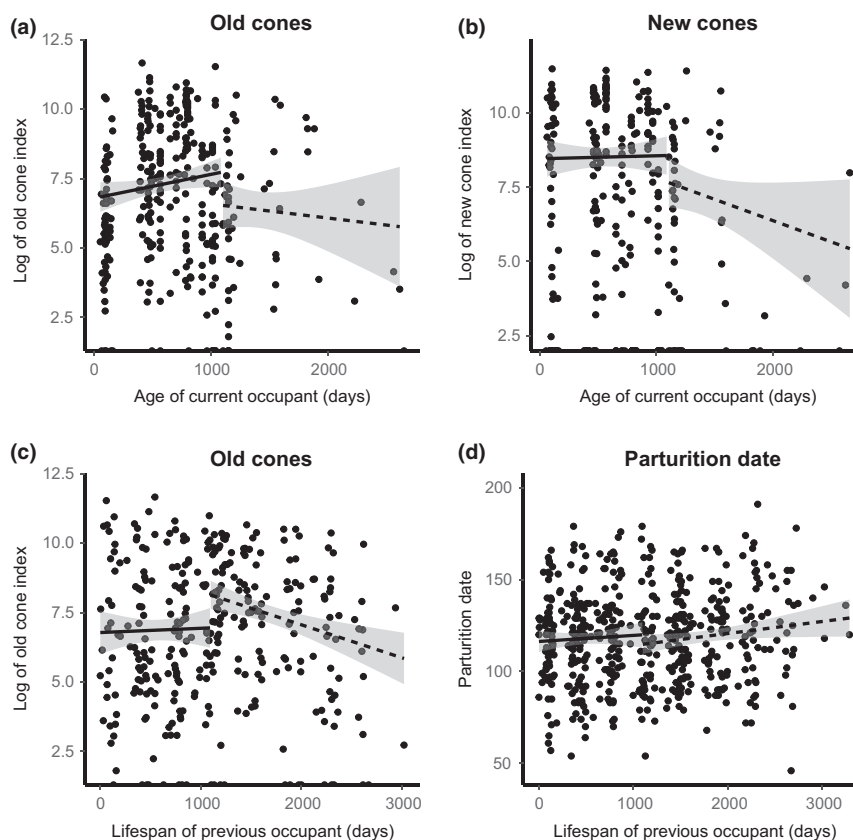 (a) Old cones
12.5
10.0
7.5
5.0
2.5
Log of old cone index
0 1000 2000
Age of current occupant (days)
(b) New cones
10.0
7.5
5.0
2.5
Log of new cone index
0 1000 2000
Age of current occupant (days)
(c) Old cones
12.5
10.0
7.5
5.0
2.5
Log of old cone index
0 1000 2000 3000
Lifespan of previous occupant (days)
(d) Parturition date
200
150
100
50
Parturition date
0 1000 2000 3000
Lifespan of previous occupant (days)